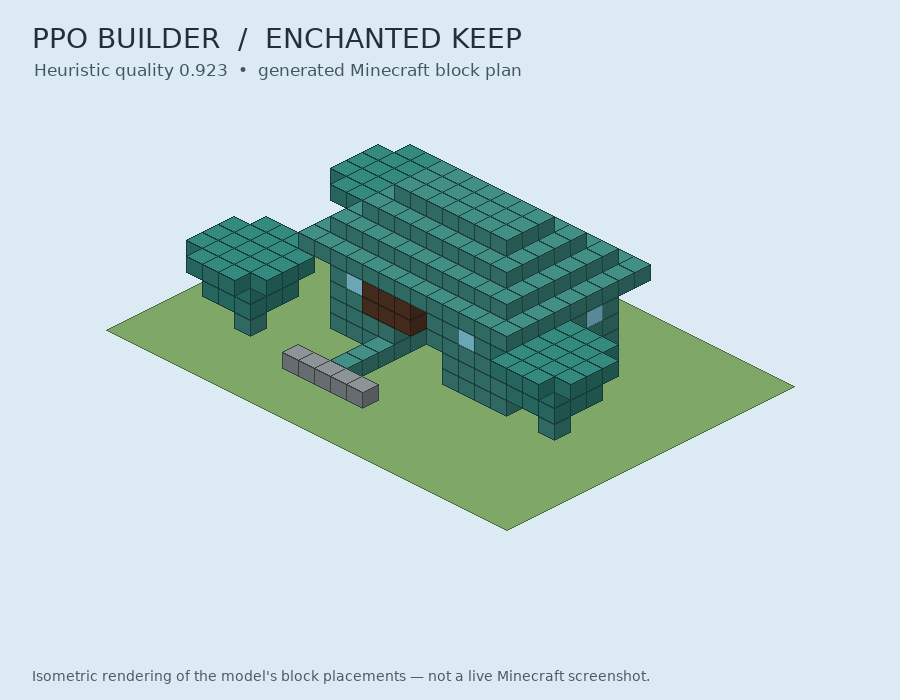 PPO BUILDER / ENCHANTED KEEP
Heuristic quality 0.923 • generated Minecraft block plan
Isometric rendering of the model's block placements — not a live Minecraft screenshot.